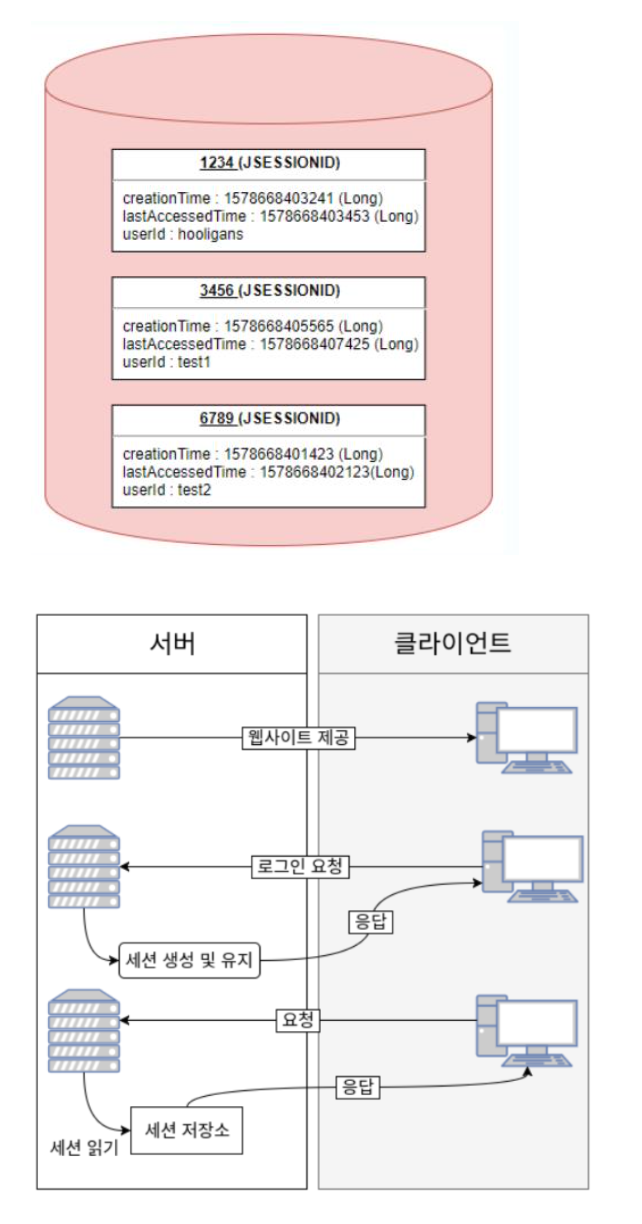 1234 (JSESSIONID)
creationTime : 1578668403241 (Long)
lastAccessedTime : 1578668403453 (Long)
userId : hooligans
3456 (JSESSIONID)
creationTime : 1578668405565 (Long)
lastAccessedTime : 1578668407425 (Long)
userId : test1
6789 (JSESSIONID)
creationTime : 1578668401423 (Long)
lastAccessedTime : 1578668402123(Long)
userId : test2
서버
클라이언트
웹사이트 제공
로그인 요청
응답
세션 생성 및 유지
요청
응답
세션 저장소
세션 읽기